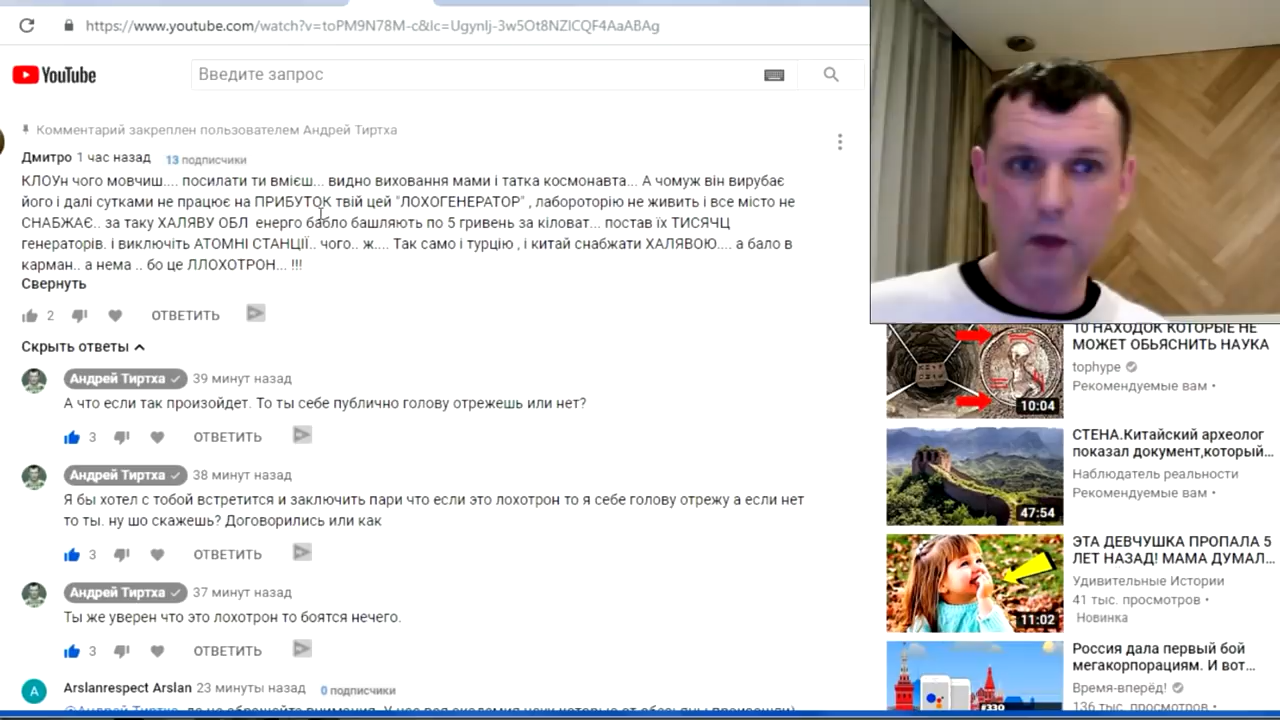 https://www.youtube.com/watch?v=toPM9N78M-c&lc=UgynIj-3w5Ot8NZlCQF4AaABAg
YouTube
Введите запрос
Комментарий закреплен пользователем Андрей Тиртха
Дмитро 1 час назад 13 подписчики
КЛОУн чого мовчиш.... посилати ти вмієш... видно виховання мами і татка космонавта... А чомуж він вирубає
його і далі сутками не працює на ПРИБУТОК твій цей "ЛОХОГЕНЕРАТОР" , лабороторію не живить і все місто не
СНАБЖАЄ.. за таку ХАЛЯВУ ОБЛ енерго бабло башляють по 5 гривень за кіловат... постав їх ТИСЯЧЦ
генераторів. і виключіть АТОМНІ СТАНЦІЇ.. чого.. ж.... Так само і турцію , і китай снабжати ХАЛЯВОЮ.... а бало в
карман.. а нема .. бо це ЛЛОХОТРОН... !!!
Свернуть
2 ОТВЕТИТЬ
Скрыть ответы
Андрей Тиртха 39 минут назад
А что если так произойдет. То ты себе публично голову отрежешь или нет?
3 ОТВЕТИТЬ
Андрей Тиртха 38 минут назад
Я бы хотел с тобой встретится и заключить пари что если это лохотрон то я себе голову отрежу а если нет
то ты. ну шо скажешь? Договорились или как
3 ОТВЕТИТЬ
Андрей Тиртха 37 минут назад
Ты же уверен что это лохотрон то боятся нечего.
3 ОТВЕТИТЬ
A
Arslanrespect Arslan 23 минуты назад 0 подписчики
10 НАХОДОК КОТОРЫЕ НЕ
МОЖЕТ ОБЬЯСНИТЬ НАУКА
tophype
Рекомендуемые вам •
10:04
СТЕНА.Китайский археолог
показал документ,который...
Наблюдатель реальности
Рекомендуемые вам •
47:54
ЭТА ДЕВЧУШКА ПРОПАЛА 5
ЛЕТ НАЗАД! МАМА ДУМАЛ...
Удивительные Истории
41 тыс. просмотров •
Новинка
11:02
Россия дала первый бой
мегакорпорациям. И вот...
Время-вперёд!
136 тыс. просмотров •
#330